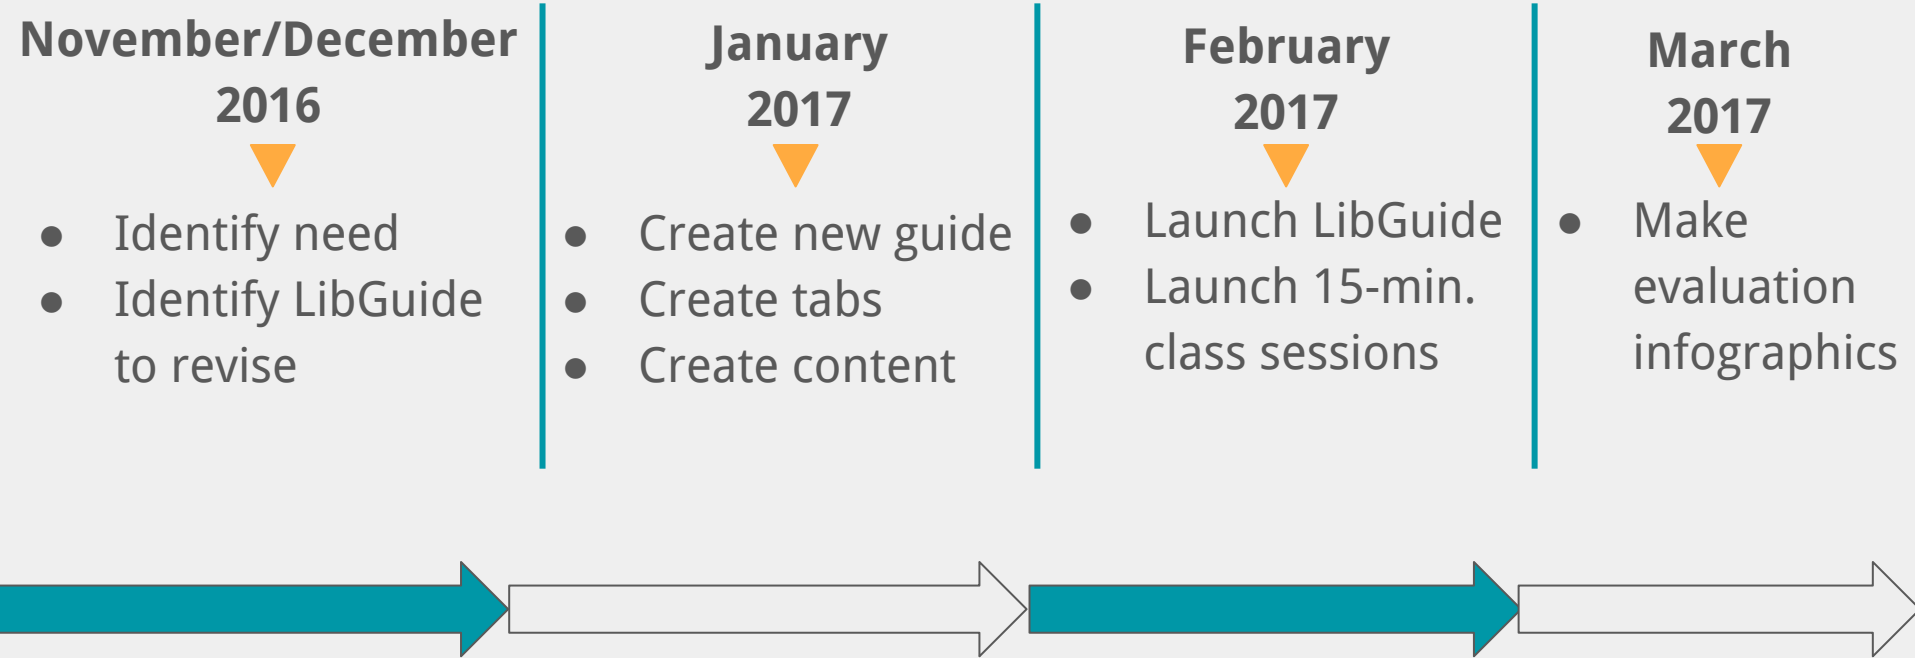 November/December
2016
● Identify need
● Identify LibGuide
to revise
January
2017
● Create new guide
● Create tabs
● Create content
February
2017
● Launch LibGuide
● Launch 15-min.
class sessions
March
2017
● Make
evaluation
infographics